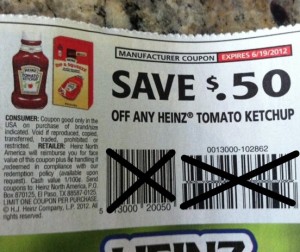 MANUFACTURER COUPON EXPIRES 6/19/2012
SAVE $.50
OFF ANY HEINZ® TOMATO KETCHUP
CONSUMER: Coupon good only in the
USA on purchase of brand/size
indicated. Void if reproduced, copied,
transferred, traded, prohibited or
restricted. RETAILER: Heinz North
America will reimburse you for face
value of this coupon plus 8¢ handling if
redeemed in compliance with our
redemption policy (available upon
request). Cash value 1/100¢. Send
coupons to: Heinz North America, P.O.
Box 870125, El Paso, TX 88587-0125.
LIMIT ONE COUPON PER PURCHASE.
© H.J. Heinz Company, L.P. 2012. All
rights reserved.
0013000-102862
13000 20050
HEINZ